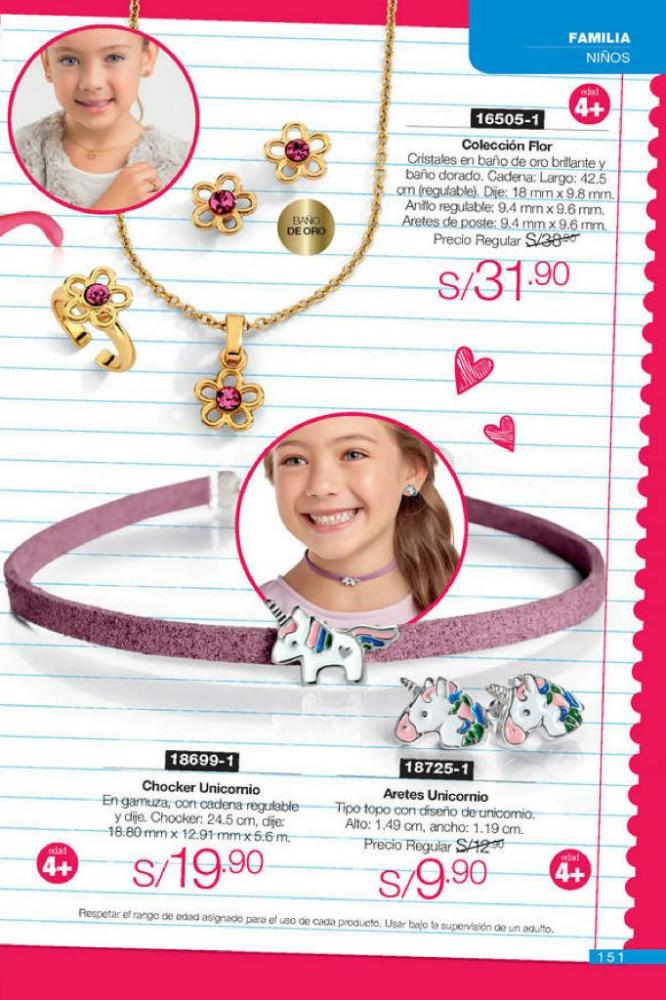 FAMILIA
NIÑOS
edad
4+
16505-1
Colección Flor
Cristales en baño de oro brillante y
baño dorado. Cadena: Largo: 42.5
cm (regulable). Dije: 18 mm x 9.8 mm.
Anillo regulable: 9.4 mm x 9.6 mm.
Aretes de poste: 9.4 mm x 9.6 mm.
Precio Regular S/38.90
S/31.90
BAÑO
DE ORO
18699-1
Chocker Unicornio
En gamuza, con cadena regulable
y dije. Chocker: 24.5 cm, dije:
18.80 mm x 12.91 mm x 5.6 m.
edad
4+
S/19.90
18725-1
Aretes Unicornio
Tipo topo con diseño de unicornio.
Alto: 1.49 cm, ancho: 1.19 cm.
Precio Regular S/12.90
S/9.90
edad
4+
Respetar el rango de edad asignado para el uso de cada producto. Usar bajo la supervisión de un adulto.
151